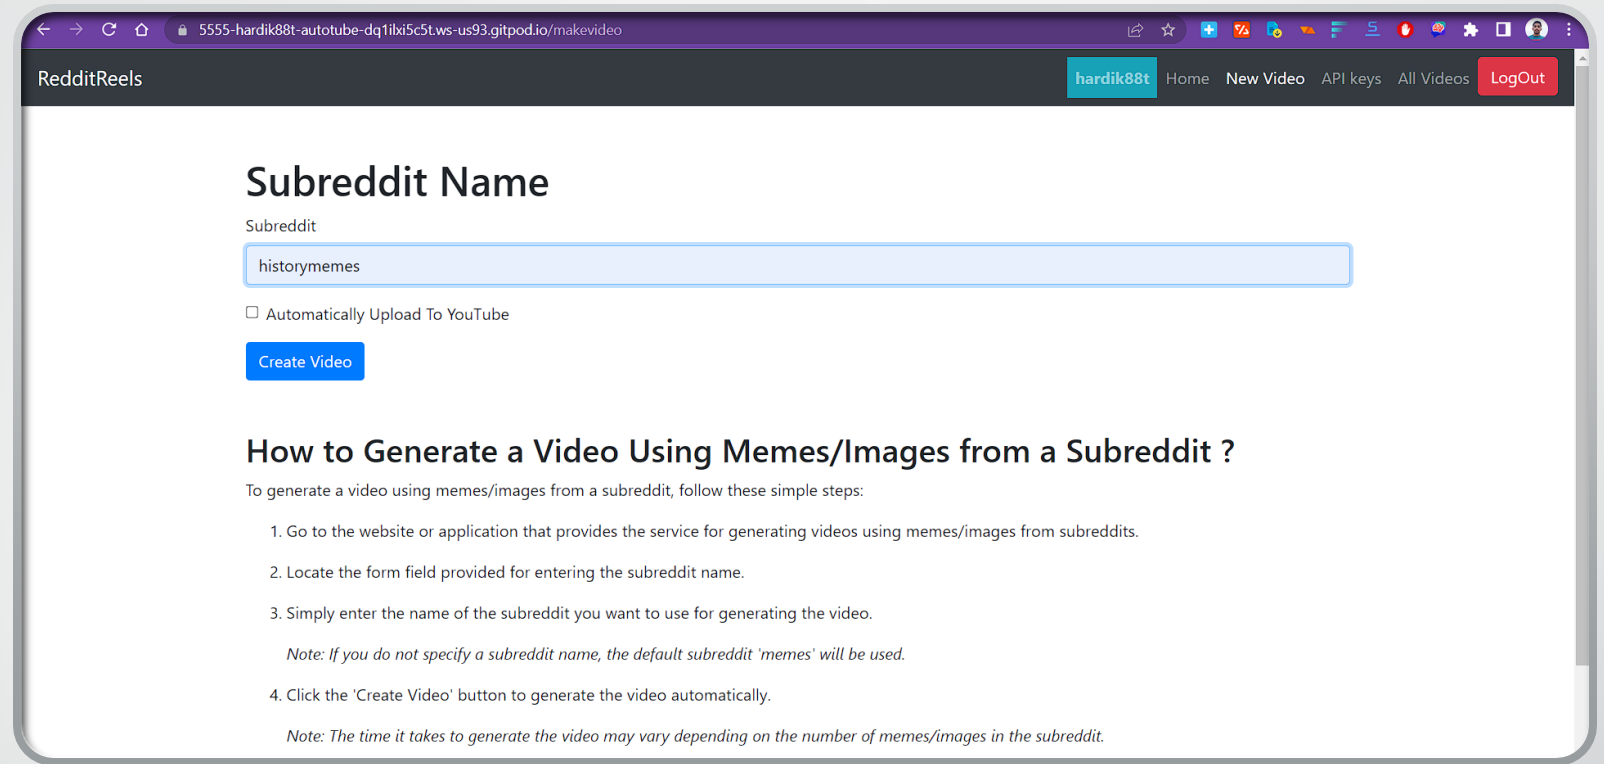 5555-hardik88t-autotube-dq1ilxi5c5t.ws-us93.gitpod.io/makevideo
RedditReels
hardik88t Home New Video API keys All Videos LogOut
Subreddit Name
Subreddit
historymemes
Automatically Upload To YouTube
Create Video
How to Generate a Video Using Memes/Images from a Subreddit ?
To generate a video using memes/images from a subreddit, follow these simple steps:
1. Go to the website or application that provides the service for generating videos using memes/images from subreddits.
2. Locate the form field provided for entering the subreddit name.
3. Simply enter the name of the subreddit you want to use for generating the video.
Note: If you do not specify a subreddit name, the default subreddit 'memes' will be used.
4. Click the 'Create Video' button to generate the video automatically.
Note: The time it takes to generate the video may vary depending on the number of memes/images in the subreddit.